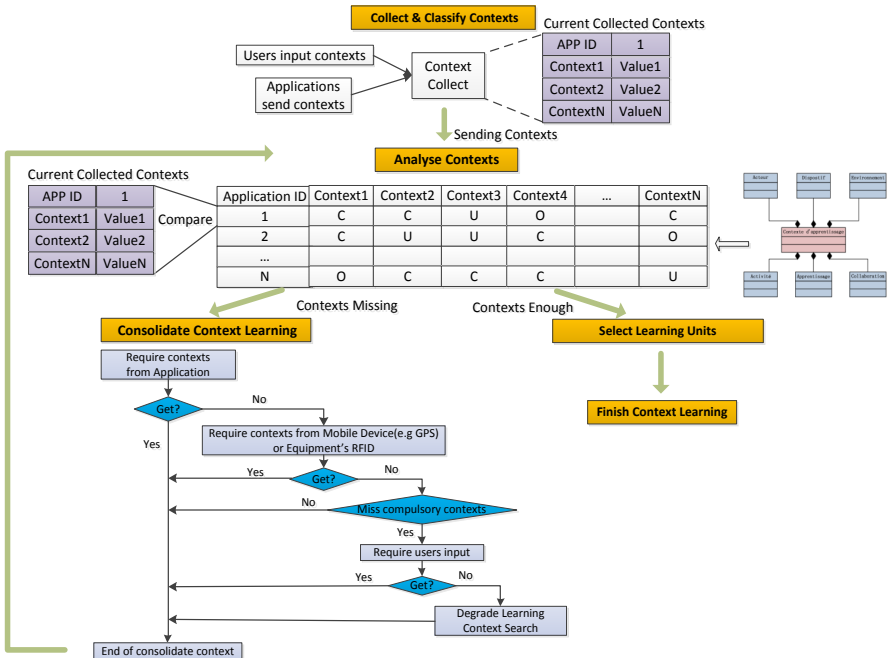 Collect & Classify Contexts
Current Collected Contexts
APP ID 1
Context1 Value1
Context2 Value2
ContextN ValueN
Users input contexts
Applications
send contexts
Context
Collect
Sending Contexts
Analyse Contexts
Current Collected Contexts
APP ID 1
Context1 Value1
Context2 Value2
ContextN ValueN
Compare
Application ID Context1 Context2 Context3 Context4 ... ContextN
1 C C U O C
2 C U U C O
...
N O C C C U
Acteur Dispositif Environnement
Contexte d'apprentissage
Activité Apprentissage Collaboration
Contexts Missing
Contexts Enough
Consolidate Context Learning
Select Learning Units
Finish Context Learning
Require contexts
from Application
Get?
No
Yes
Require contexts from Mobile Device(e.g GPS)
or Equipment's RFID
Yes
Get?
No
No
Miss compulsory contexts
Yes
Require users input
Yes
Get?
No
Degrade Learning
Context Search
End of consolidate context